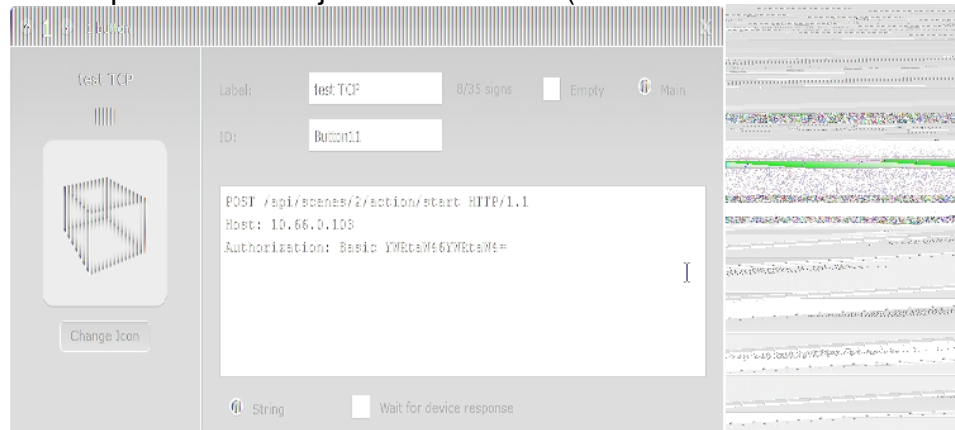 test TCP
Label:
test TCP
8/35 signs
Empty
Main
ID:
Button11
POST /api/scenes/2/action/start HTTP/1.1
Host: 10.66.0.103
Authorization: Basic YWRtaW46YWRtaW4=
Change Icon
String
Wait for device response